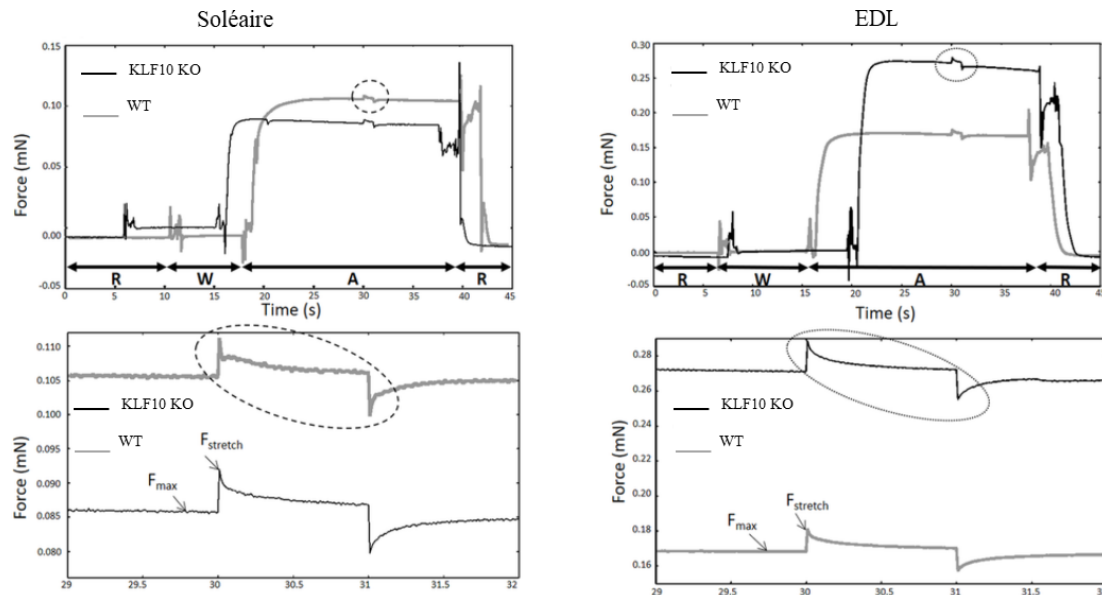 Soléaire
EDL
0.15
0.10
0.05
0.00
-0.05
Force (mN)
KLF10 KO
WT
R W A R
0 5 10 15 20 25 30 35 40 45
Time (s)
0.30
0.25
0.20
0.15
0.10
0.05
0.00
-0.05
Force (mN)
KLF10 KO
WT
R W A R
0 5 10 15 20 25 30 35 40 45
Time (s)
0.110
0.105
0.100
0.095
0.090
0.085
0.080
Force (mN)
KLF10 KO
WT
Fstretch
Fmax
29 29.5 30 30.5 31 31.5 32
0.28
0.26
0.24
0.22
0.20
0.18
0.16
Force (mN)
KLF10 KO
WT
Fstretch
Fmax
29 30 30.5 31 31.5